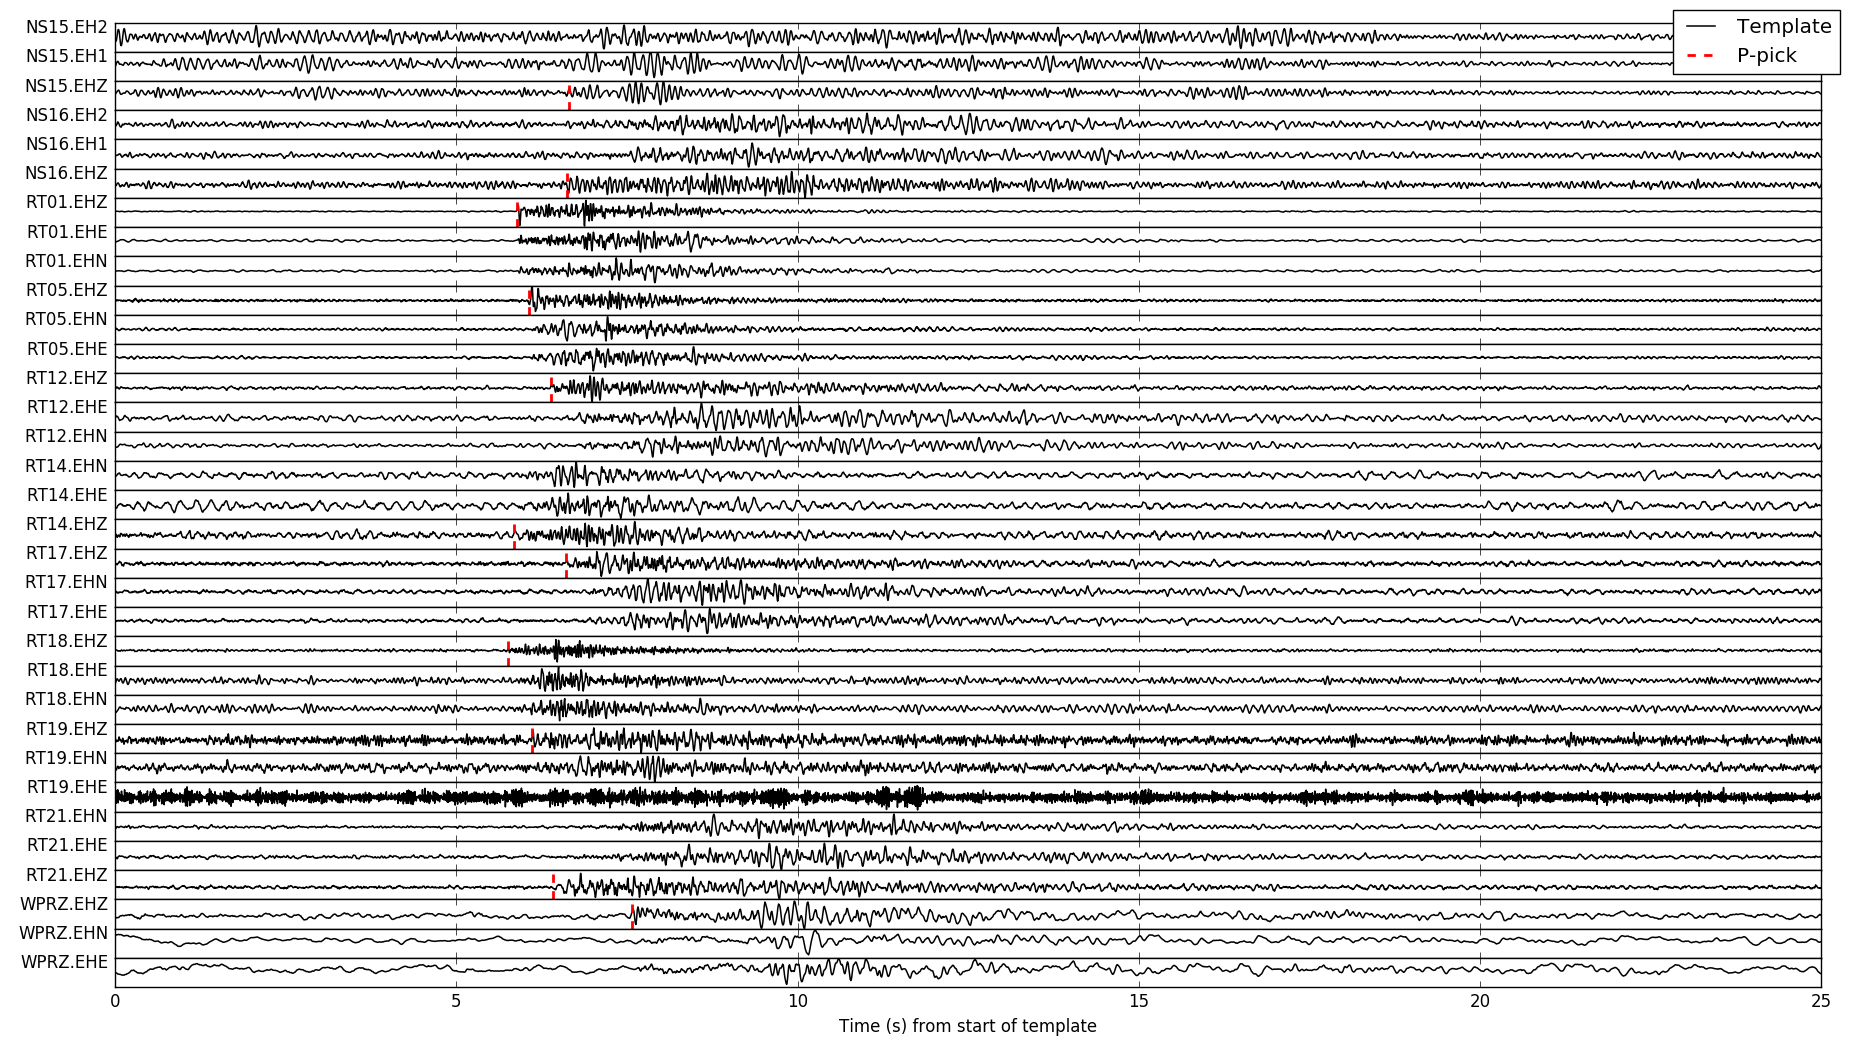 NS15.EH2
NS15.EH1
NS15.EHZ
NS16.EH2
NS16.EH1
NS16.EHZ
RT01.EHZ
RT01.EHE
RT01.EHN
RT05.EHZ
RT05.EHN
RT05.EHE
RT12.EHZ
RT12.EHE
RT12.EHN
RT14.EHN
RT14.EHE
RT14.EHZ
RT17.EHZ
RT17.EHN
RT17.EHE
RT18.EHZ
RT18.EHE
RT18.EHN
RT19.EHZ
RT19.EHN
RT19.EHE
RT21.EHN
RT21.EHE
RT21.EHZ
WPRZ.EHZ
WPRZ.EHN
WPRZ.EHE
Template
P-pick
0 5 10 15 20 25
Time (s) from start of template